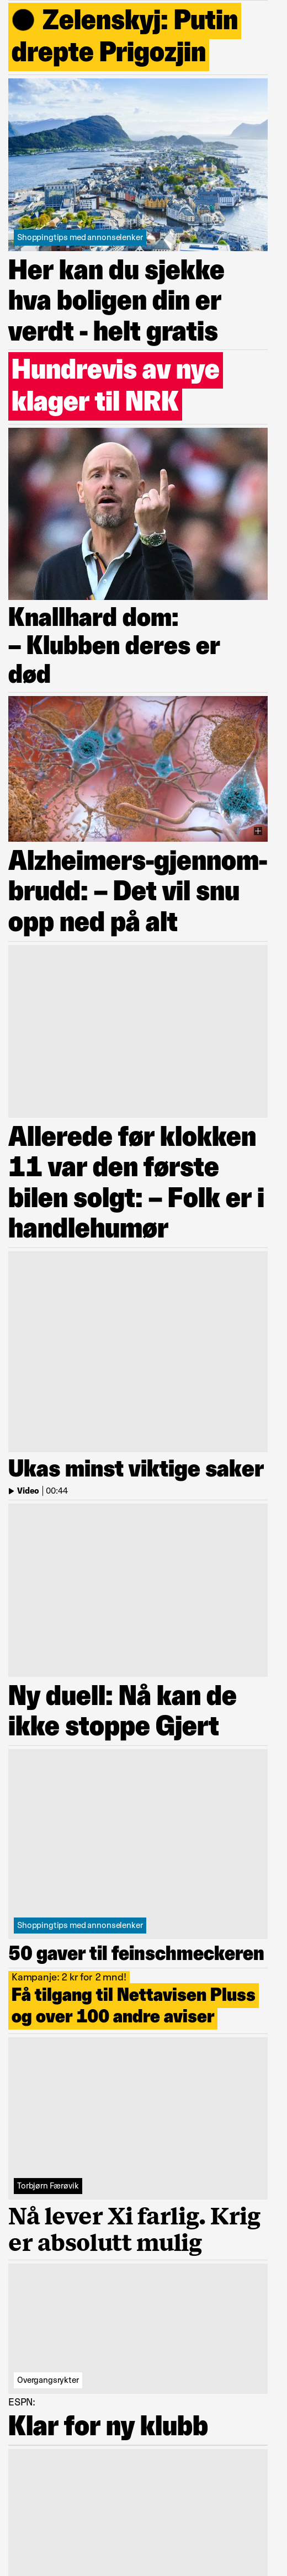 Zelenskyj: Putin
drepte Prigozjin
Shoppingtips med annonselenker
Her kan du sjekke
hva boligen din er
verdt - helt gratis
Hundrevis av nye
klager til NRK
Knallhard dom:
– Klubben deres er
død
Alzheimers-gjennom-
brudd: – Det vil snu
opp ned på alt
Allerede før klokken
11 var den første
bilen solgt: – Folk er i
handlehumør
Ukas minst viktige saker
Video | 00:44
Ny duell: Nå kan de
ikke stoppe Gjert
Shoppingtips med annonselenker
50 gaver til feinschmeckeren
Kampanje: 2 kr for 2 mnd!
Få tilgang til Nettavisen Pluss
og over 100 andre aviser
Torbjørn Færøvik
Nå lever Xi farlig. Krig
er absolutt mulig
Overgangsrykter
ESPN:
Klar for ny klubb